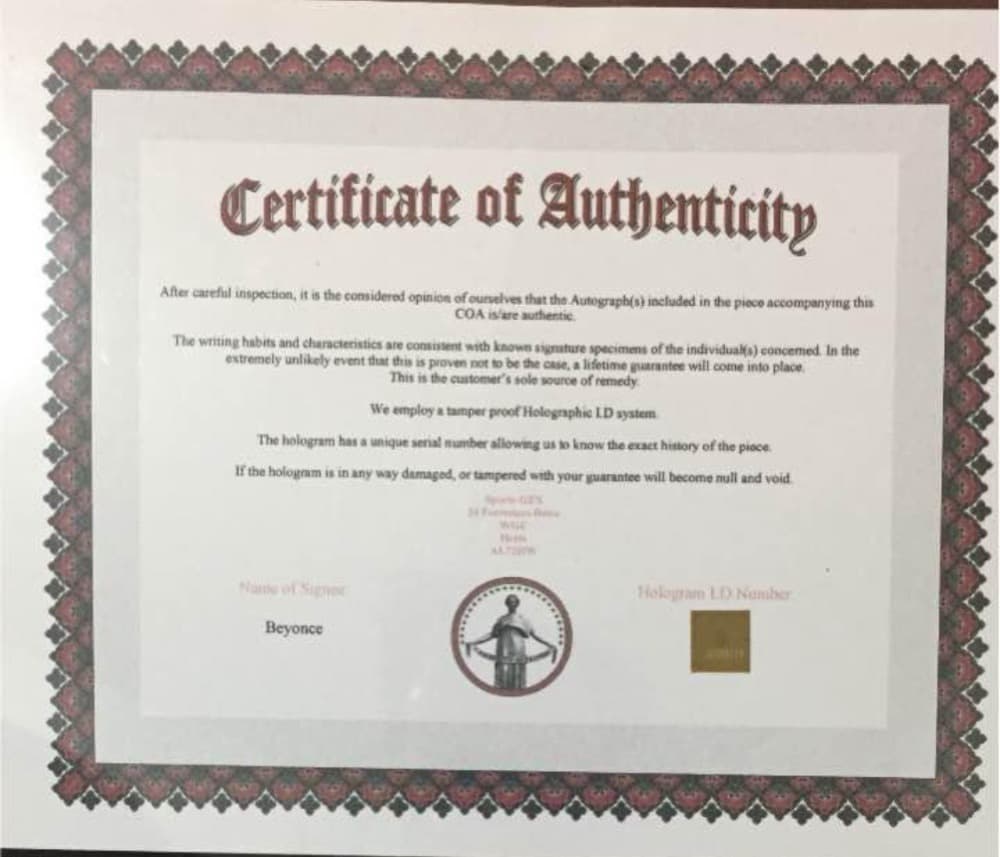 Certificate of Authenticity
After careful inspection, it is the considered opinion of ourselves that the Autograph(s) included in the piece accompanying this
COA is/are authentic.
The writing habits and characteristics are consistent with known signature specimens of the individual(s) concerned. In the
extremely unlikely event that this is proven not to be the case, a lifetime guarantee will come into place.
This is the customer's sole source of remedy.
We employ a tamper proof Holographic I.D system.
The hologram has a unique serial number allowing us to know the exact history of the piece.
If the hologram is in any way damaged, or tampered with your guarantee will become null and void.
WGC
Herts
Name of Signer
Hologram I.D Number
Beyonce